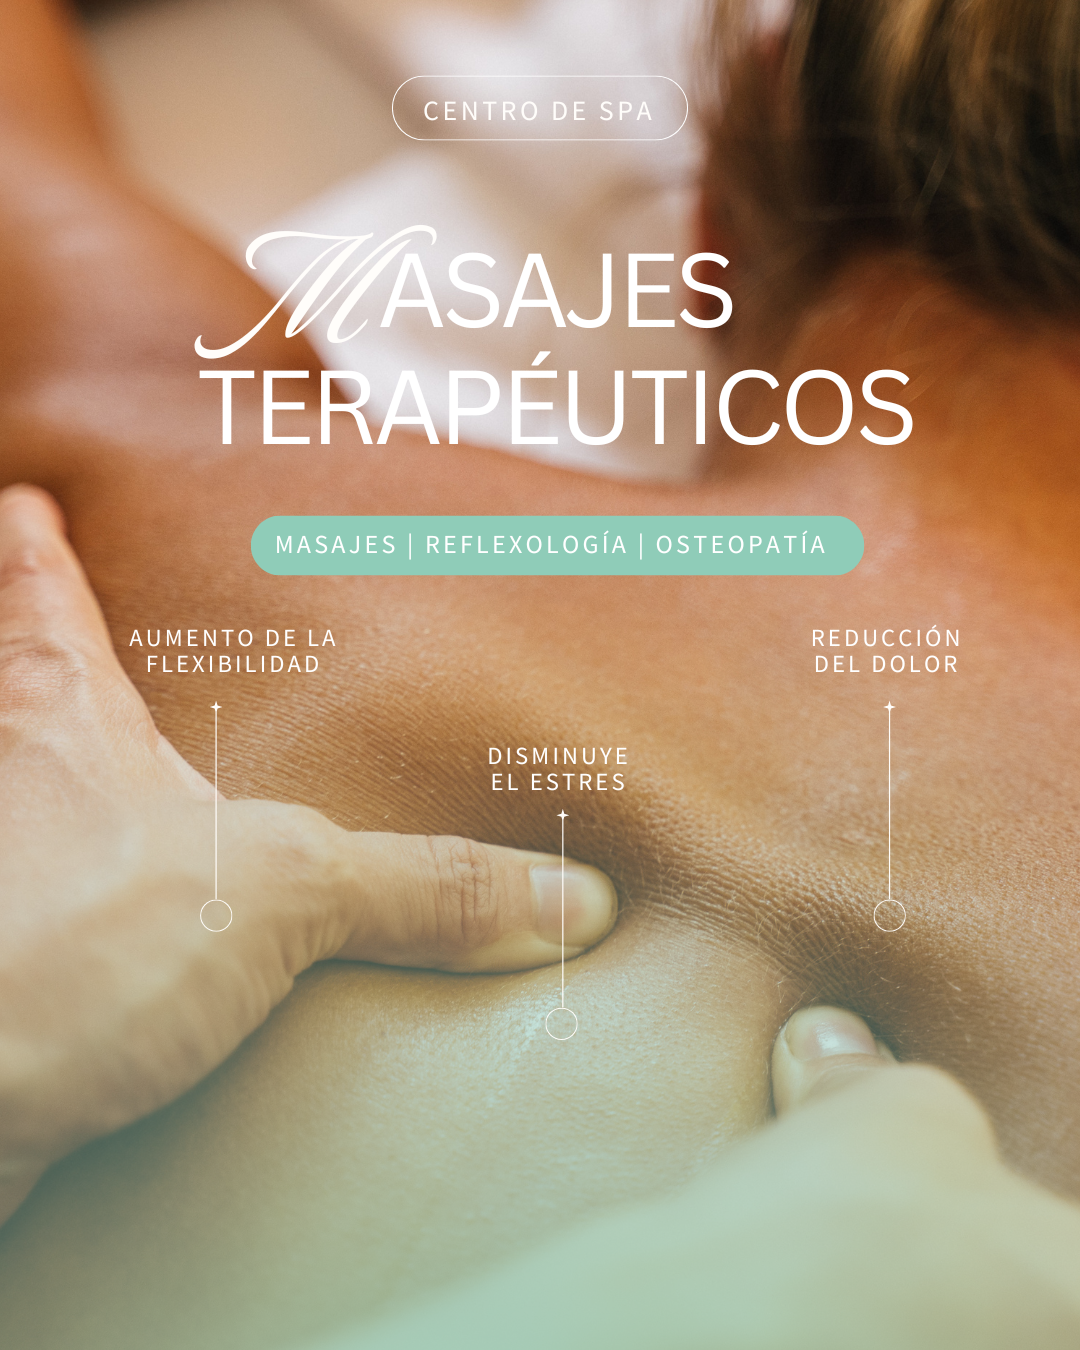 CENTRO DE SPA
MASAJES
TERAPÉUTICOS
MASAJES | REFLEXOLOGÍA | OSTEOPATÍA
AUMENTO DE LA
FLEXIBILIDAD
REDUCCIÓN
DEL DOLOR
DISMINUYE
EL ESTRES